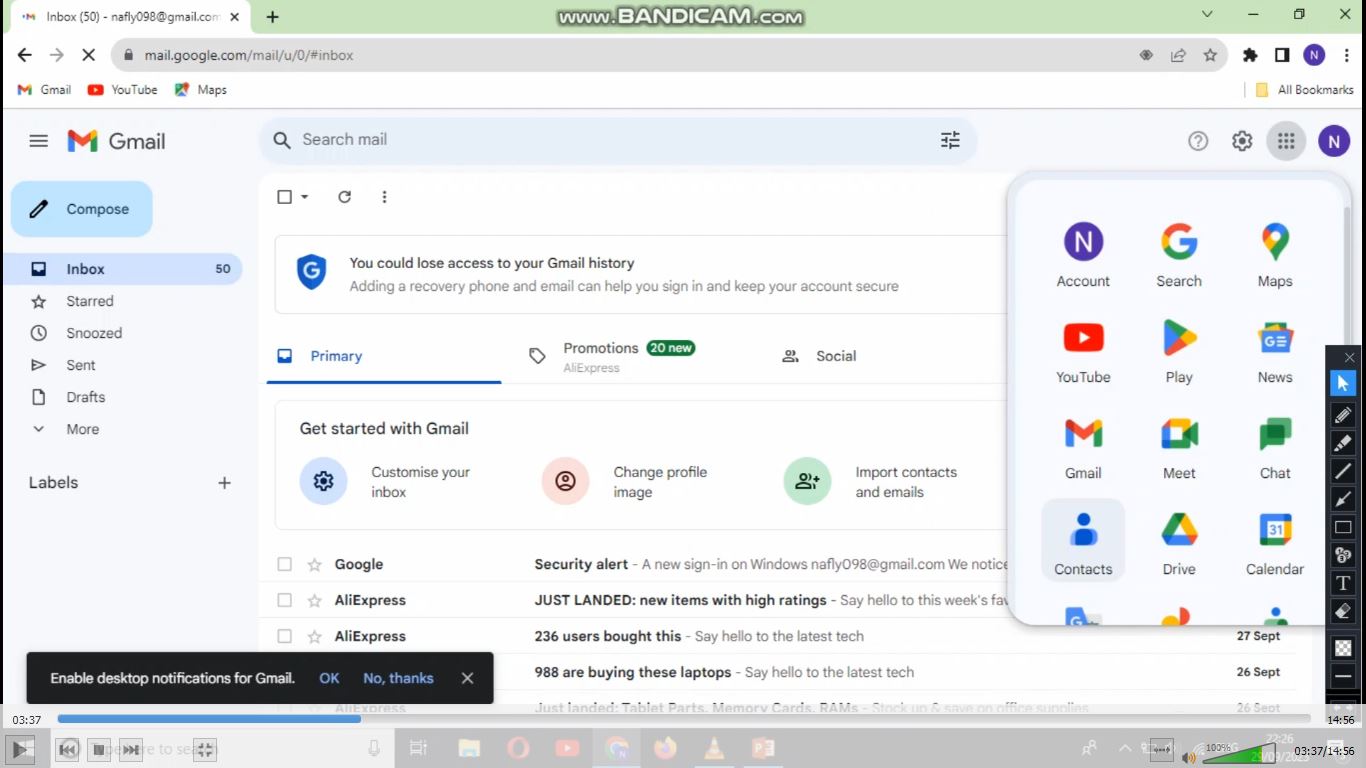 Inbox (50) - nafly098@gmail.com
www.BANDICAM.com
mail.google.com/mail/u/0/#inbox
N
Gmail YouTube Maps All Bookmarks
Gmail
Search mail
N
Compose
Inbox 50
Starred
Snoozed
Sent
Drafts
More
Labels
You could lose access to your Gmail history
Adding a recovery phone and email can help you sign in and keep your account secure
Primary
Promotions 20 new
AliExpress
Social
Get started with Gmail
Customise your
inbox
Change profile
image
Import contacts
and emails
Google Security alert - A new sign-in on Windows nafly098@gmail.com We notice
AliExpress JUST LANDED: new items with high ratings - Say hello to this week's fav
AliExpress 236 users bought this - Say hello to the latest tech 27 Sept
988 are buying these laptops - Say hello to the latest tech 26 Sept
AliExpress Just landed: Tablet Parts, Memory Cards, RAMs - Stock up & save on office supplies 26 Sept
N
Account Search Maps
YouTube Play News
Gmail Meet Chat
31
Contacts Drive Calendar
Enable desktop notifications for Gmail. OK No, thanks
03:37 14:56
here to search
100%
22:26
29/09/2023
03:37/14:56